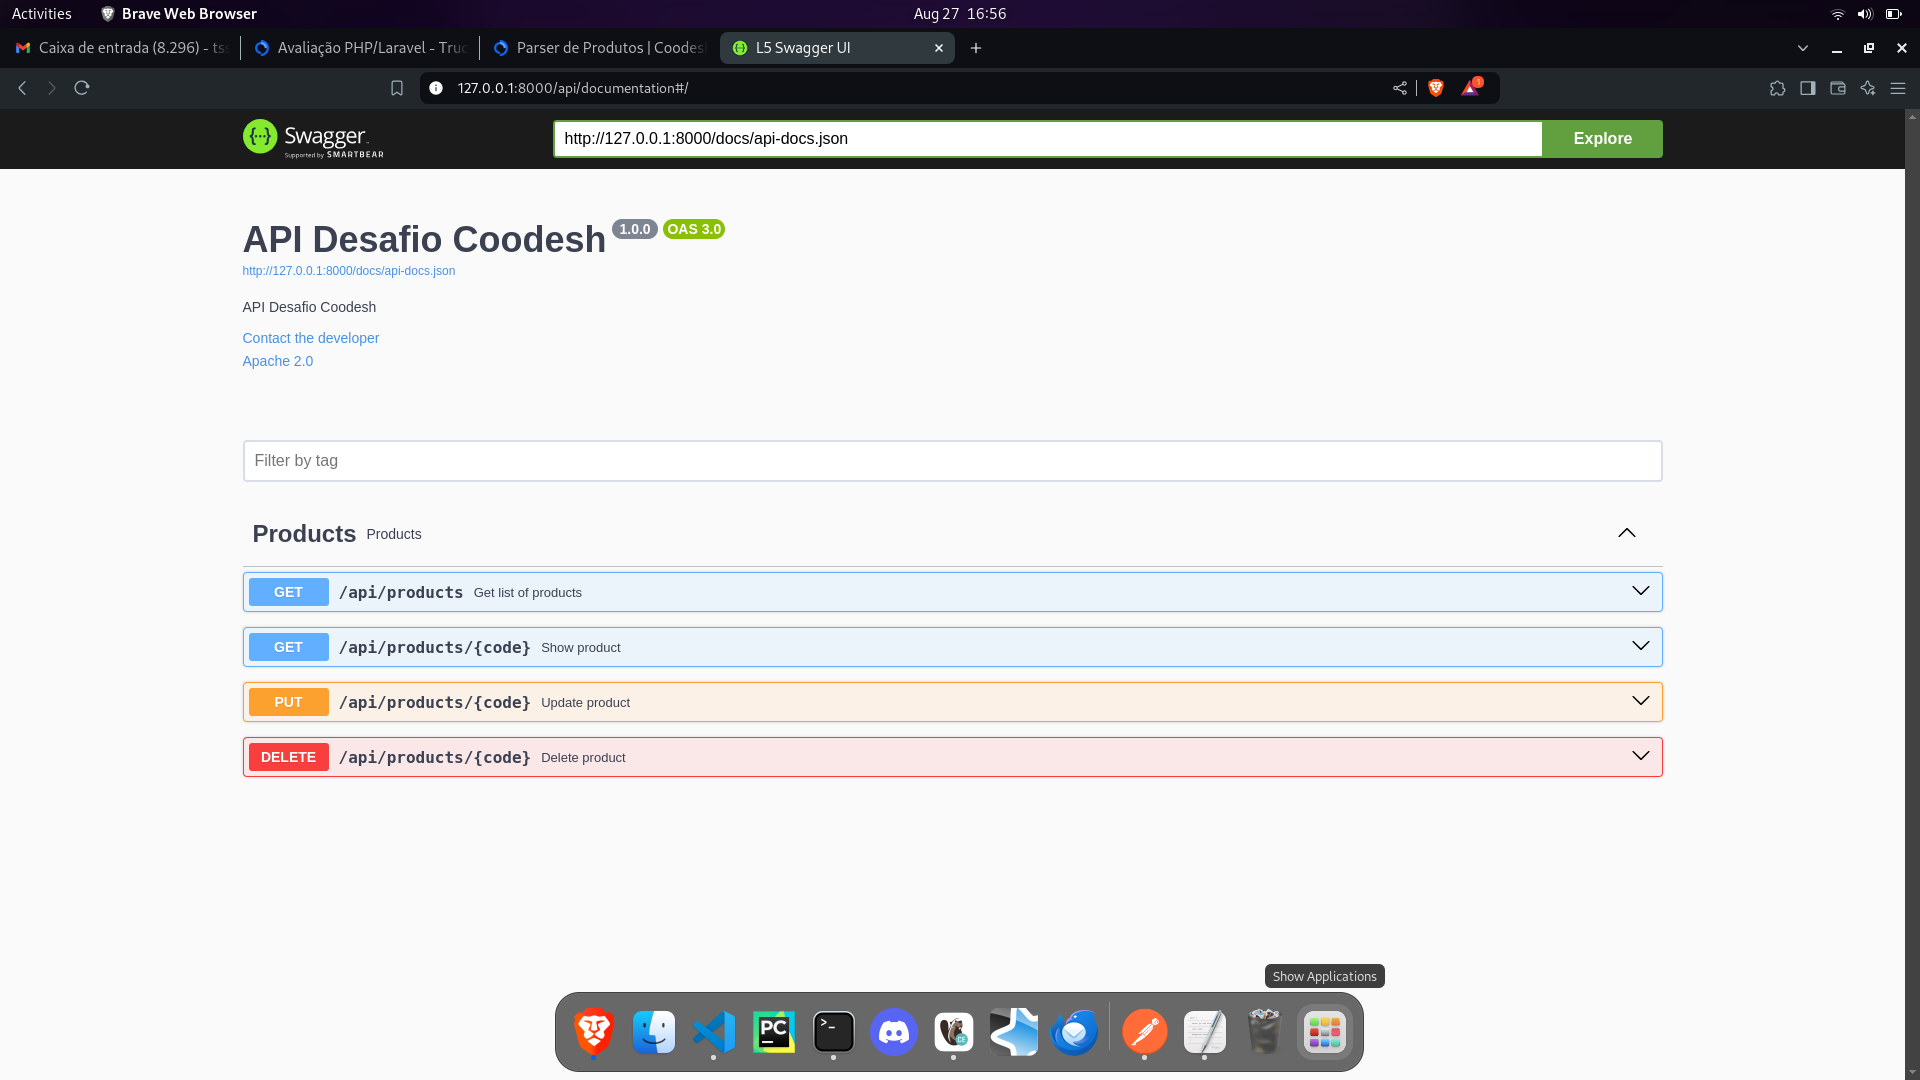 Activities
Brave Web Browser
Aug 27 16:56
Caixa de entrada (8.296) - ts
Avaliação PHP/Laravel - Truc
Parser de Produtos | Coodes
L5 Swagger UI
127.0.0.1:8000/api/documentation#/
1
Swagger
Supported by SMARTBEAR
http://127.0.0.1:8000/docs/api-docs.json
Explore
API Desafio Coodesh 1.0.0 OAS 3.0
http://127.0.0.1:8000/docs/api-docs.json
API Desafio Coodesh
Contact the developer
Apache 2.0
Filter by tag
Products Products
GET /api/products Get list of products
GET /api/products/{code} Show product
PUT /api/products/{code} Update product
DELETE /api/products/{code} Delete product
Show Applications
PC
>_
CE